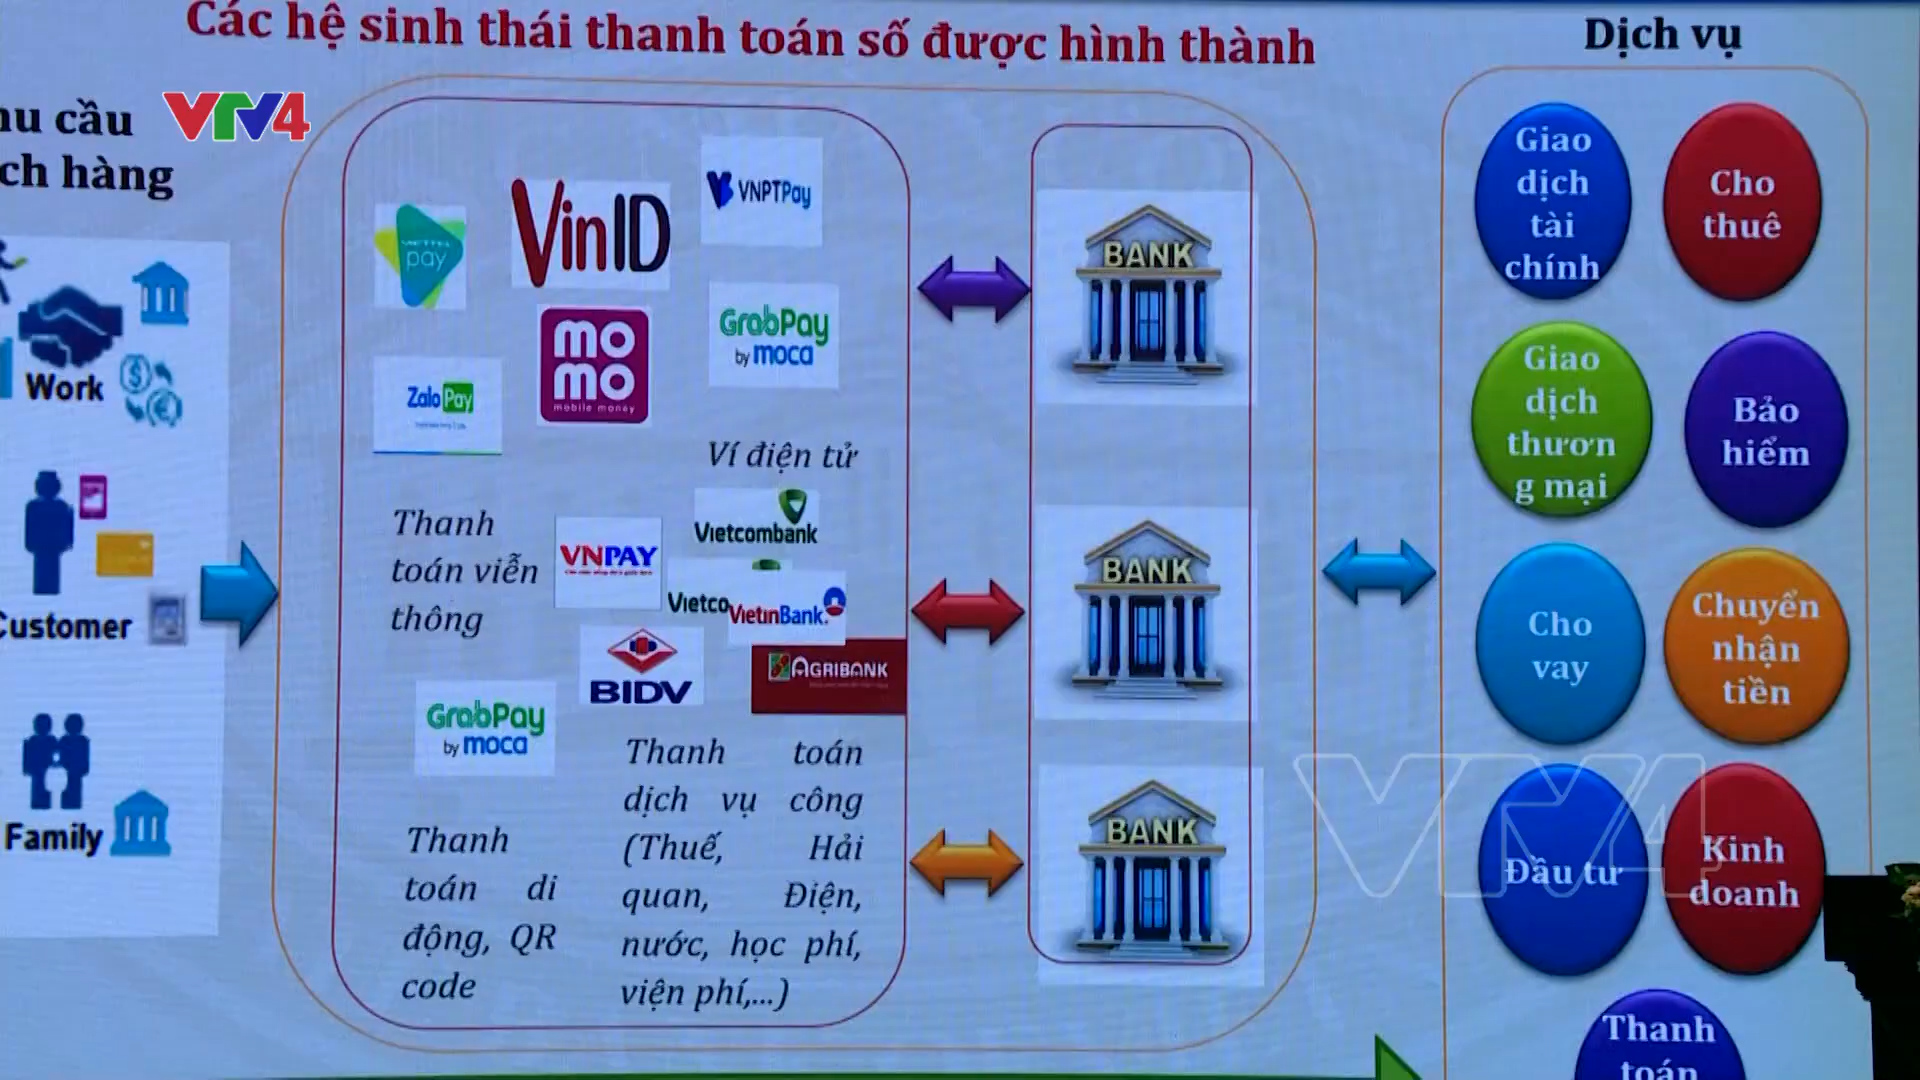 Các hệ sinh thái thanh toán số được hình thành
Dịch vụ
VTV4
hu cầu
ch hàng
Work
Customer
Family
VIETTEL
pay
VinID
VNPTPay
mo
mo
mobile money
GrabPay
by moca
ZaloPay
Ví điện tử
Thanh
toán viễn
thông
VNPAY
Vietcombank
Vietco
VietinBank
BIDV
AGRIBANK
GrabPay
by moca
Thanh
toán di
động, QR
code
Thanh toán
dịch vụ công
(Thuế, Hải
quan, Điện,
nước, học phí,
viện phí,...)
BANK
BANK
BANK
Giao
dịch
tài
chính
Cho
thuê
Giao
dịch
thươn
g mại
Bảo
hiểm
Cho
vay
Chuyển
nhận
tiền
Đầu tư
Kinh
doanh
Thanh
toán
VTV4